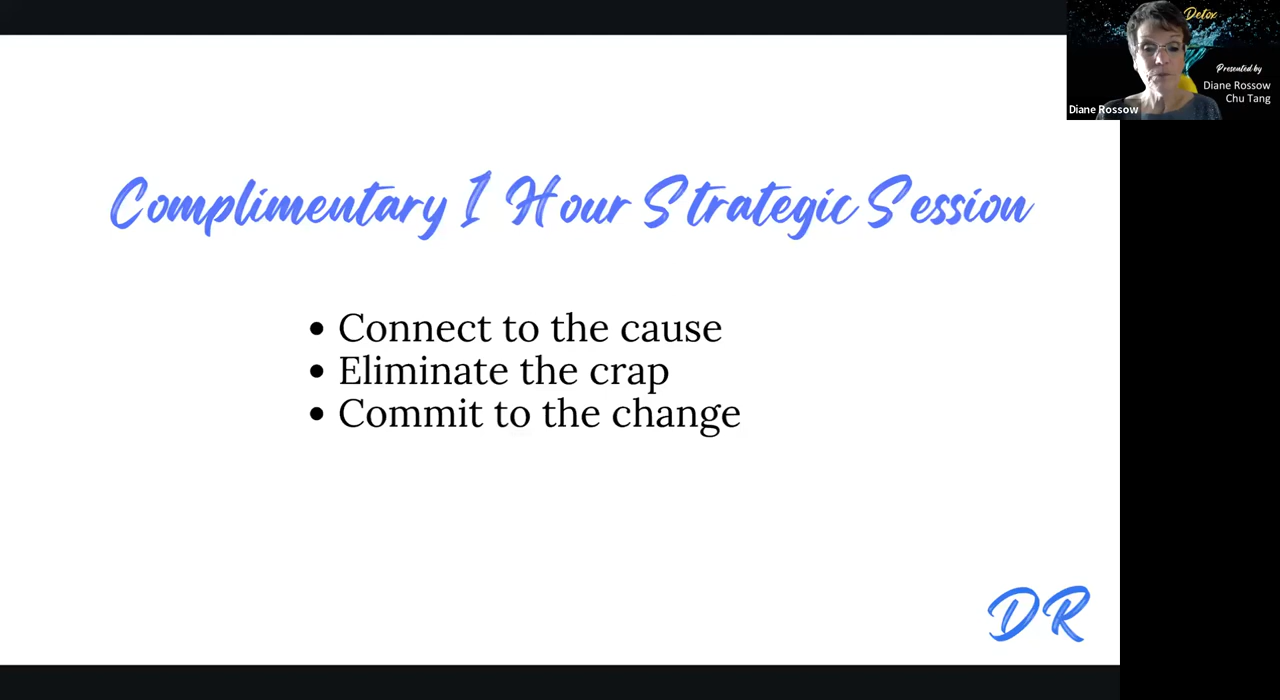 Detox
Presented by
Diane Rossow
Chu Tang
Diane Rossow
Complimentary 1 Hour Strategic Session
• Connect to the cause
• Eliminate the crap
• Commit to the change
DR